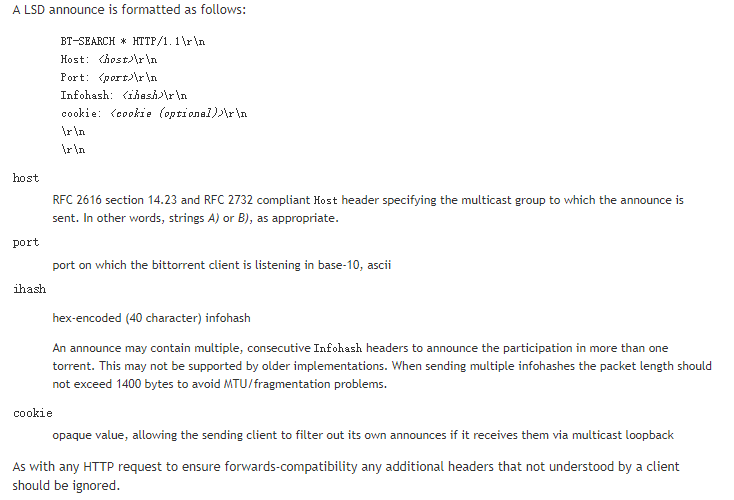 A LSD announce is formatted as follows:
BT-SEARCH * HTTP/1.1\r\n
Host: <host>\r\n
Port: <port>\r\n
Infohash: <ihash>\r\n
cookie: <cookie (optional)>\r\n
\r\n
\r\n
host
RFC 2616 section 14.23 and RFC 2732 compliant Host header specifying the multicast group to which the announce is
sent. In other words, strings A) or B), as appropriate.
port
port on which the bittorrent client is listening in base-10, ascii
ihash
hex-encoded (40 character) infohash
An announce may contain multiple, consecutive Infohash headers to announce the participation in more than one
torrent. This may not be supported by older implementations. When sending multiple infohashes the packet length should
not exceed 1400 bytes to avoid MTU/fragmentation problems.
cookie
opaque value, allowing the sending client to filter out its own announces if it receives them via multicast loopback
As with any HTTP request to ensure forwards-compatibility any additional headers that not understood by a client
should be ignored.